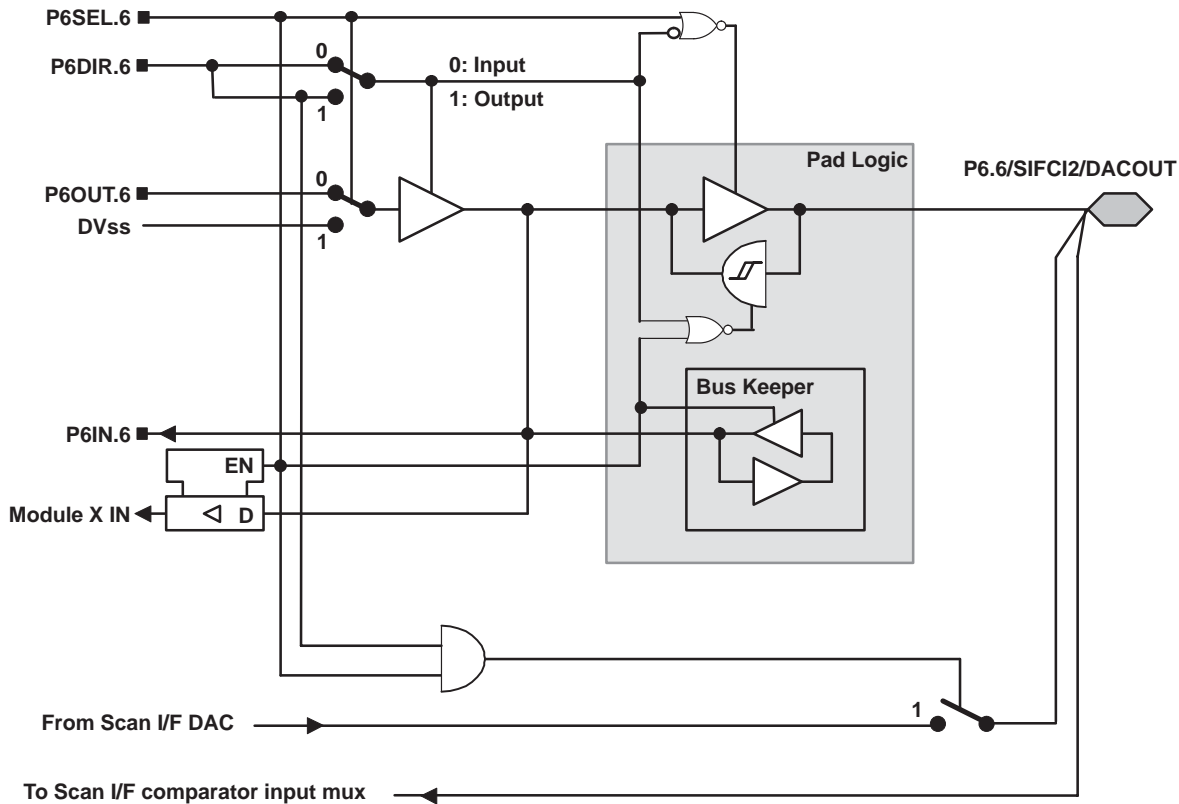 P6SEL.6
P6DIR.6
0
0: Input
1
1: Output
Pad Logic
P6.6/SIFCI2/DACOUT
P6OUT.6
0
DVss
1
Bus Keeper
P6IN.6
EN
Module X IN
D
From Scan I/F DAC
1
To Scan I/F comparator input mux